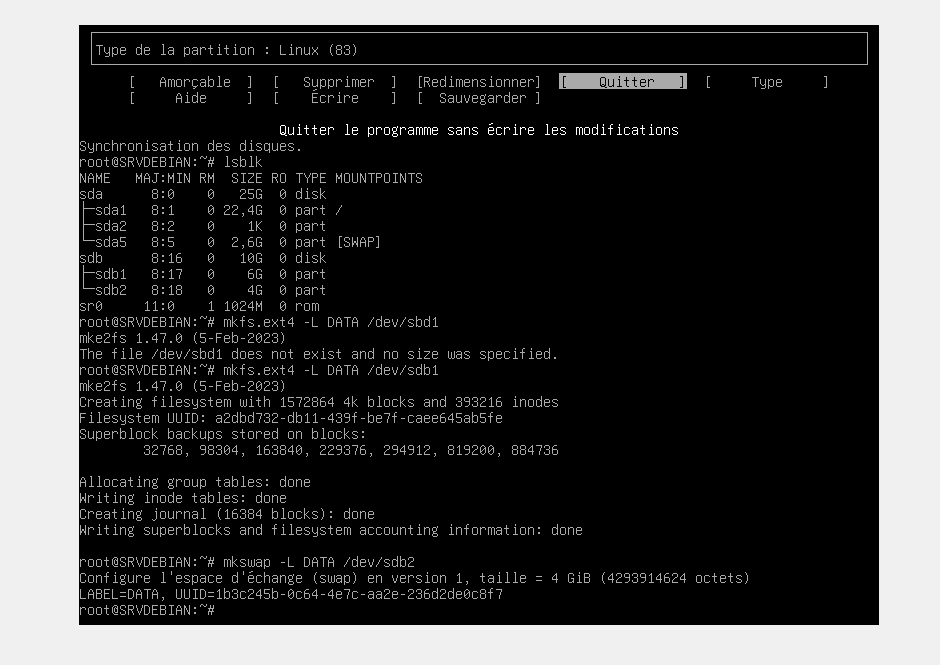 Type de la partition : Linux (83)
[   Amorçable  ]  [   Supprimer  ]  [Redimensionner]  [    Quitter   ]  [     Type     ]
[     Aide     ]  [    Écrire    ]  [  Sauvegarder ]
Quitter le programme sans écrire les modifications
Synchronisation des disques.
root@SRVDEBIAN:~# lsblk
NAME   MAJ:MIN RM  SIZE RO TYPE MOUNTPOINTS
sda      8:0    0   25G  0 disk
├─sda1   8:1    0 22,4G  0 part /
├─sda2   8:2    0    1K  0 part
└─sda5   8:5    0  2,6G  0 part [SWAP]
sdb      8:16   0   10G  0 disk
├─sdb1   8:17   0    6G  0 part
└─sdb2   8:18   0    4G  0 part
sr0     11:0    1 1024M  0 rom
root@SRVDEBIAN:~# mkfs.ext4 -L DATA /dev/sbd1
mke2fs 1.47.0 (5-Feb-2023)
The file /dev/sbd1 does not exist and no size was specified.
root@SRVDEBIAN:~# mkfs.ext4 -L DATA /dev/sdb1
mke2fs 1.47.0 (5-Feb-2023)
Creating filesystem with 1572864 4k blocks and 393216 inodes
Filesystem UUID: a2dbd732-db11-439f-be7f-caee645ab5fe
Superblock backups stored on blocks:
        32768, 98304, 163840, 229376, 294912, 819200, 884736
Allocating group tables: done
Writing inode tables: done
Creating journal (16384 blocks): done
Writing superblocks and filesystem accounting information: done
root@SRVDEBIAN:~# mkswap -L DATA /dev/sdb2
Configure l'espace d'échange (swap) en version 1, taille = 4 GiB (4293914624 octets)
LABEL=DATA, UUID=1b3c245b-0c64-4e7c-aa2e-236d2de0c8f7
root@SRVDEBIAN:~#